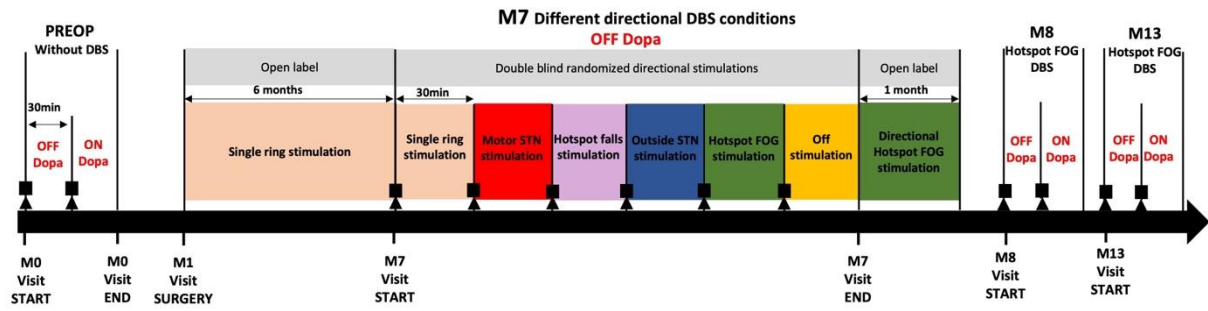 M7 Different directional DBS conditions
OFF Dopa
PREOP
Without DBS
M8
Hotspot FOG
DBS
M13
Hotspot FOG
DBS
Open label
Double blind randomized directional stimulations
Open label
6 months
30min
1 month
30min
OFF
Dopa
ON
Dopa
Single ring stimulation
Single ring
stimulation
Motor STN
stimulation
Hotspot falls
stimulation
Outside STN
stimulation
Hotspot FOG
stimulation
Off
stimulation
Directional
Hotspot FOG
stimulation
OFF
Dopa
ON
Dopa
OFF
Dopa
ON
Dopa
M0
Visit
START
M0
Visit
END
M1
Visit
SURGERY
M7
Visit
START
M7
Visit
END
M8
Visit
START
M13
Visit
START